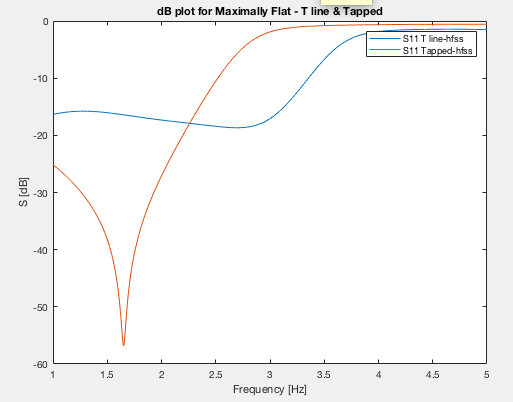 dB plot for Maximally Flat - T line & Tapped
S11 T line-hfss
S11 Tapped-hfss
S [dB]
0
-10
-20
-30
-40
-50
-60
1 1.5 2 2.5 3 3.5 4 4.5 5
Frequency [Hz]